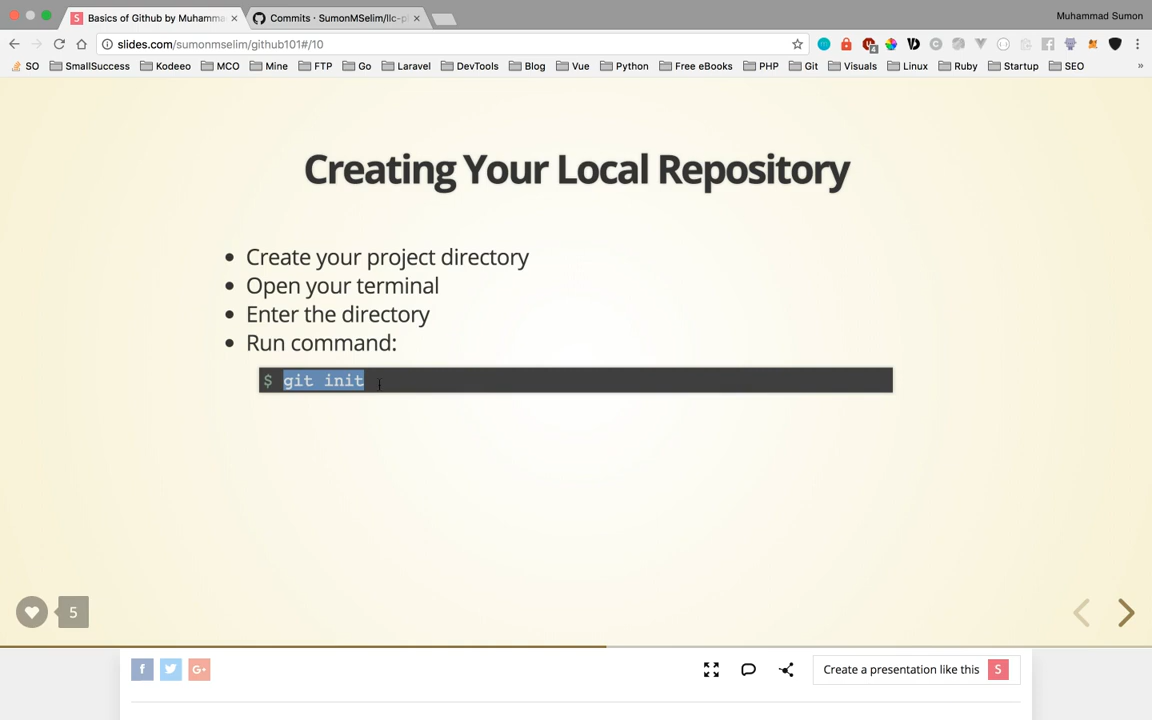 Basics of Github by Muhamma
Commits · SumonMSelim/llc-p
Muhammad Sumon
slides.com/sumonmselim/github101#/10
SO SmallSuccess Kodeeo MCO Mine FTP Go Laravel DevTools Blog Vue Python Free eBooks PHP Git Visuals Linux Ruby Startup SEO »
Creating Your Local Repository
• Create your project directory
• Open your terminal
• Enter the directory
• Run command:
$ git init
5
Create a presentation like this S